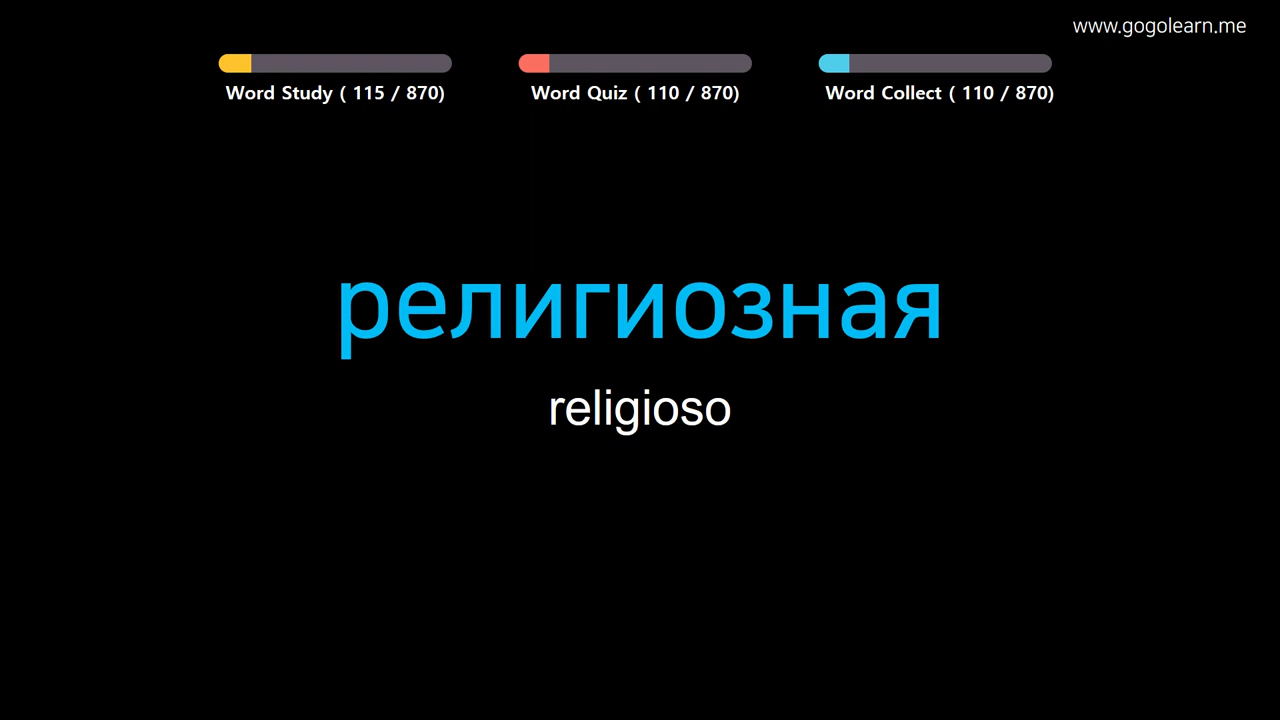 www.gogolearn.me
Word Study ( 115 / 870)
Word Quiz ( 110 / 870)
Word Collect ( 110 / 870)
религиозная
religioso